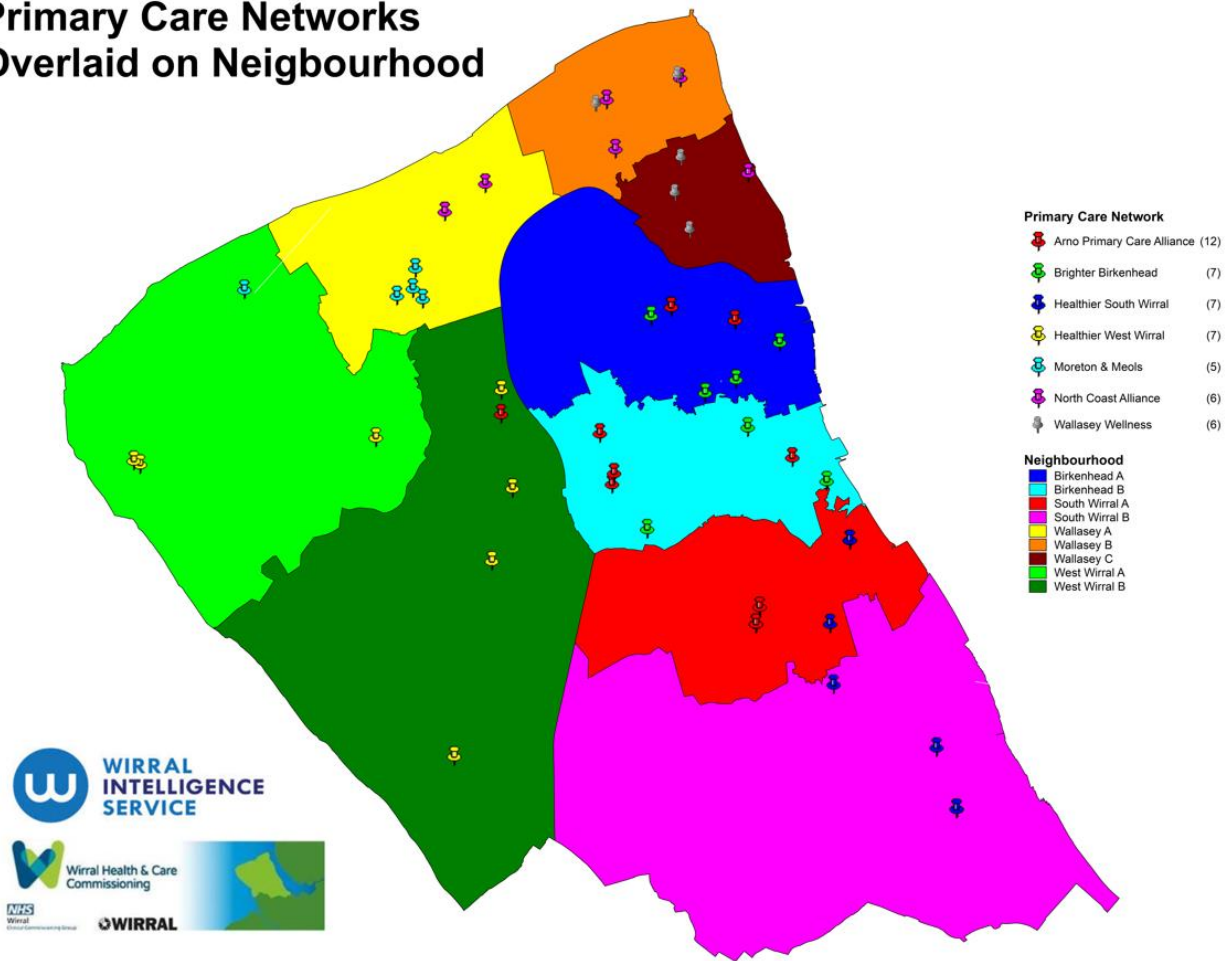 Primary Care Networks
Overlaid on Neigbourhood
Primary Care Network
Arno Primary Care Alliance (12)
Brighter Birkenhead (7)
Healthier South Wirral (7)
Healthier West Wirral (7)
Moreton & Meols (5)
North Coast Alliance (6)
Wallasey Wellness (6)
Neighbourhood
Birkenhead A
Birkenhead B
South Wirral A
South Wirral B
Wallasey A
Wallasey B
Wallasey C
West Wirral A
West Wirral B
WIRRAL
INTELLIGENCE
SERVICE
Wirral Health & Care
Commissioning
NHS
Wirral
Clinical Commissioning Group
WIRRAL